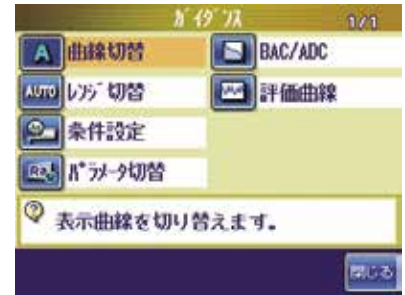 ガイダンス 1/1
A 曲線切替
BAC/ADC
AUTO レンジ切替
評価曲線
条件設定
Ra パラメータ切替
表示曲線を切り替えます。
閉じる